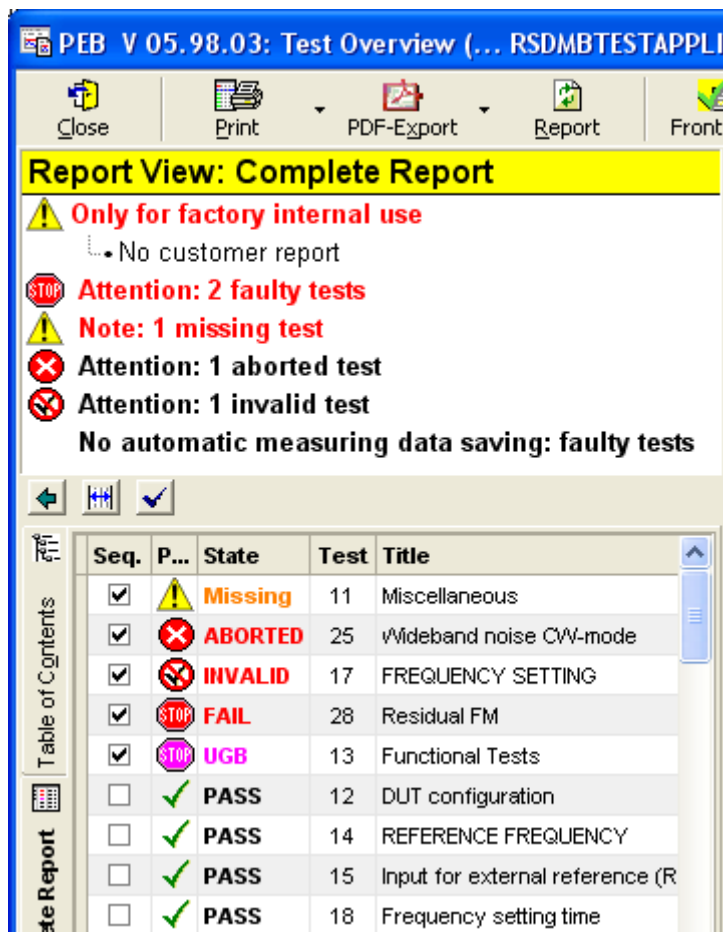 PEB V 05.98.03: Test Overview (... RSDMBTESTAPPLI
Close
Print
PDF-Export
Report
Front
Report View: Complete Report
Only for factory internal use
No customer report
STOP Attention: 2 faulty tests
Note: 1 missing test
Attention: 1 aborted test
Attention: 1 invalid test
No automatic measuring data saving: faulty tests
Table of Contents
ete Report
Seq. P... State Test Title
Missing 11 Miscellaneous
ABORTED 25 Wideband noise CW-mode
INVALID 17 FREQUENCY SETTING
STOP FAIL 28 Residual FM
STOP UGB 13 Functional Tests
PASS 12 DUT configuration
PASS 14 REFERENCE FREQUENCY
PASS 15 Input for external reference (R
PASS 18 Frequency setting time